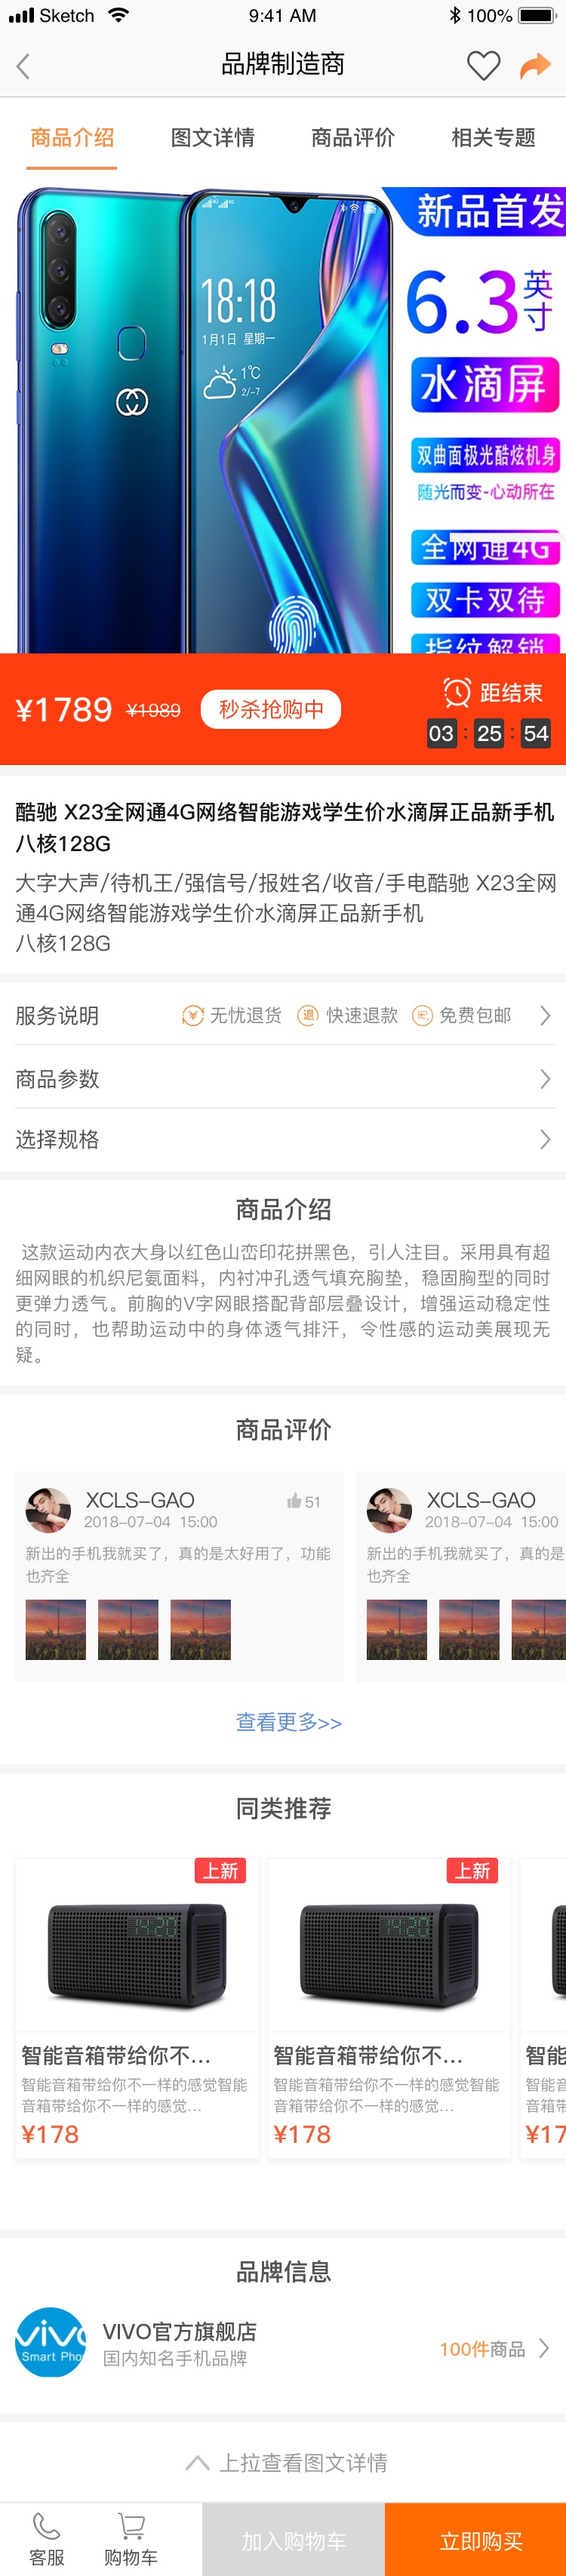 Sketch 9:41 AM 100%
品牌制造商
商品介绍 图文详情 商品评价 相关专题
新品首发
6.3英寸
18:18
1月1日 星期一
1℃
2/-7
水滴屏
双曲面极光酷炫机身
随光而变-心动所在
全网通4G
双卡双待
指纹解锁
¥1789 ¥1989 秒杀抢购中 距结束
03 : 25 : 54
酷驰 X23全网通4G网络智能游戏学生价水滴屏正品新手机
八核128G
大字大声/待机王/强信号/报姓名/收音/手电酷驰 X23全网
通4G网络智能游戏学生价水滴屏正品新手机
八核128G
服务说明 ¥ 无忧退货 退 快速退款 免费包邮
商品参数
选择规格
商品介绍
这款运动内衣大身以红色山峦印花拼黑色，引人注目。采用具有超
细网眼的机织尼氨面料，内衬冲孔透气填充胸垫，稳固胸型的同时
更弹力透气。前胸的V字网眼搭配背部层叠设计，增强运动稳定性
的同时，也帮助运动中的身体透气排汗，令性感的运动美展现无
疑。
商品评价
XCLS-GAO 51 XCLS-GAO
2018-07-04 15:00 2018-07-04 15:00
新出的手机我就买了，真的是太好用了，功能 新出的手机我就买了，真的是
也齐全 也齐全
查看更多>>
同类推荐
上新 上新
14:20 14:20
智能音箱带给你不... 智能音箱带给你不... 智能
智能音箱带给你不一样的感觉智能 智能音箱带给你不一样的感觉智能 智能音
音箱带给你不一样的感觉... 音箱带给你不一样的感觉... 音箱带
¥178 ¥178 ¥17
品牌信息
vivo
Smart Pho
VIVO官方旗舰店
国内知名手机品牌
100件商品
上拉查看图文详情
客服 购物车 加入购物车 立即购买